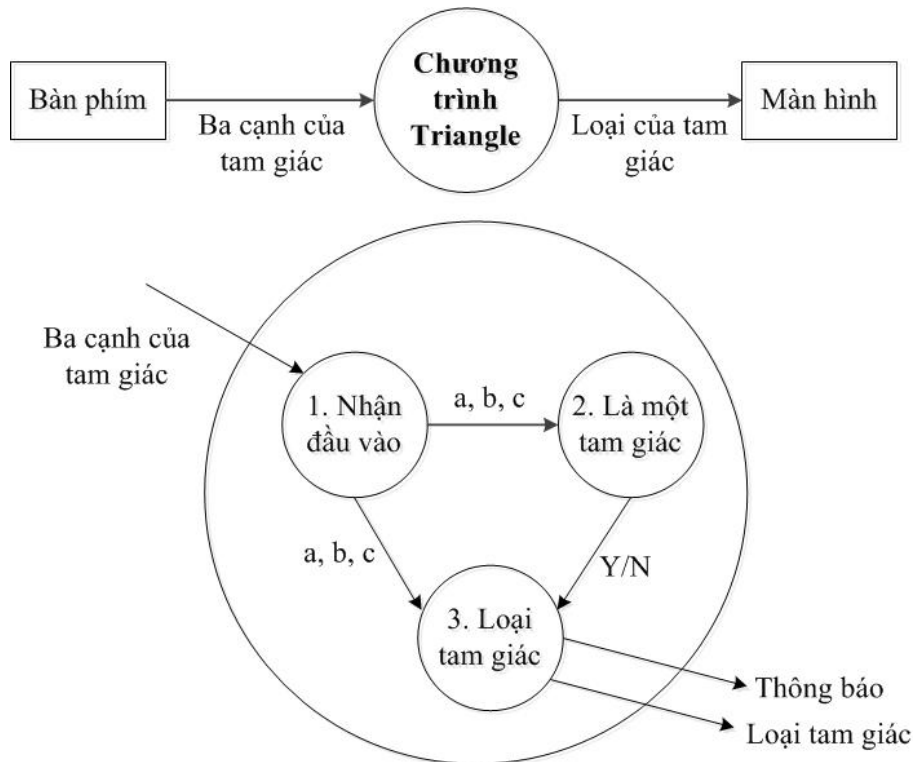 Bàn phím
Ba cạnh của
tam giác
Chương
trình
Triangle
Loại của tam
giác
Màn hình
Ba cạnh của
tam giác
1. Nhận
đầu vào
a, b, c
2. Là một
tam giác
a, b, c
Y/N
3. Loại
tam giác
Thông báo
Loại tam giác